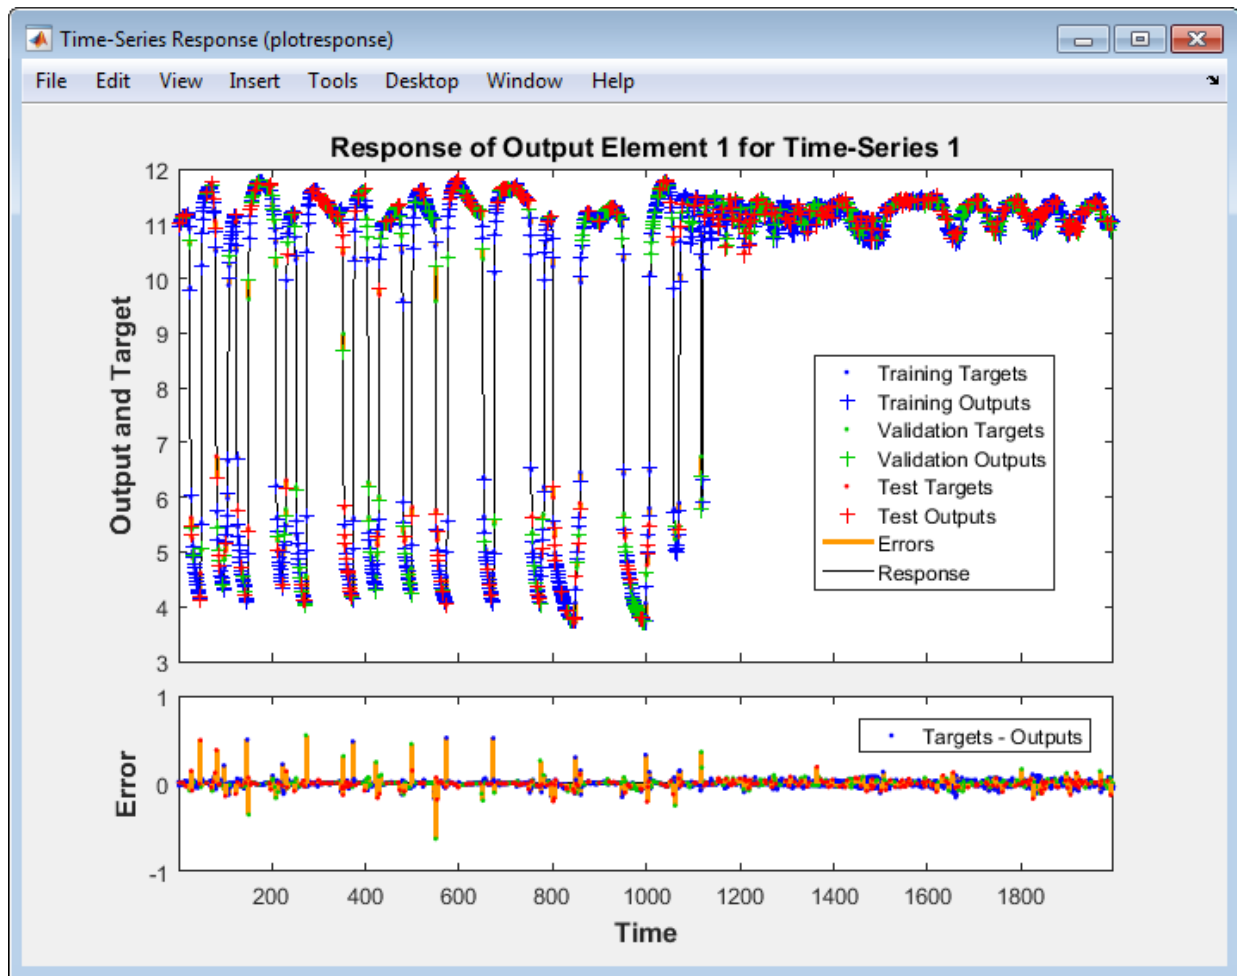 Time-Series Response (plotresponse)
File Edit View Insert Tools Desktop Window Help
Response of Output Element 1 for Time-Series 1
Output and Target
12
11
10
9
8
7
6
5
4
3
Training Targets
Training Outputs
Validation Targets
Validation Outputs
Test Targets
Test Outputs
Errors
Response
Error
1
0
-1
Targets - Outputs
200 400 600 800 1000 1200 1400 1600 1800
Time